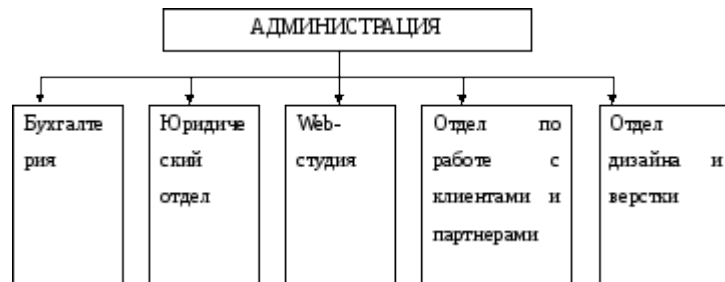 АДМИНИСТРАЦИЯ
Бухгалте
рия
Юридиче
ский
отдел
Web-
студия
Отдел по
работе с
клиентами и
партнерами
Отдел
дизайна и
верстки